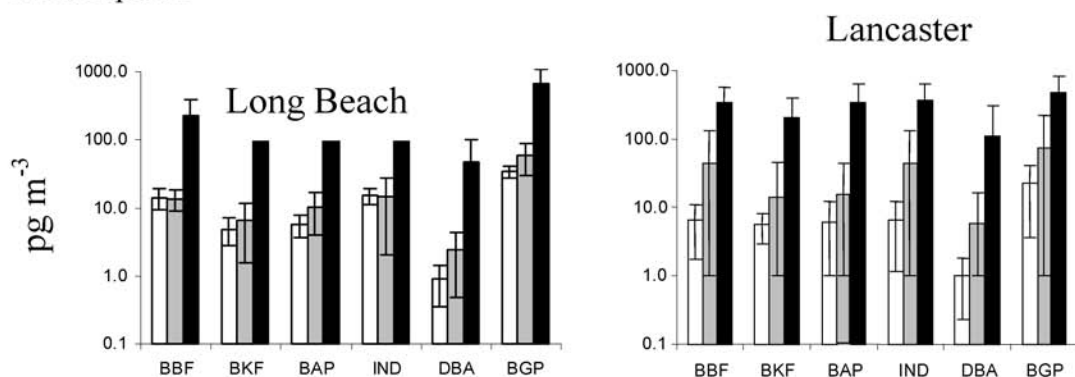 Lancaster
Long Beach
pg m-3
1000.0
100.0
10.0
1.0
0.1
BBF BKF BAP IND DBA BGP
1000.0
100.0
10.0
1.0
0.1
BBF BKF BAP IND DBA BGP